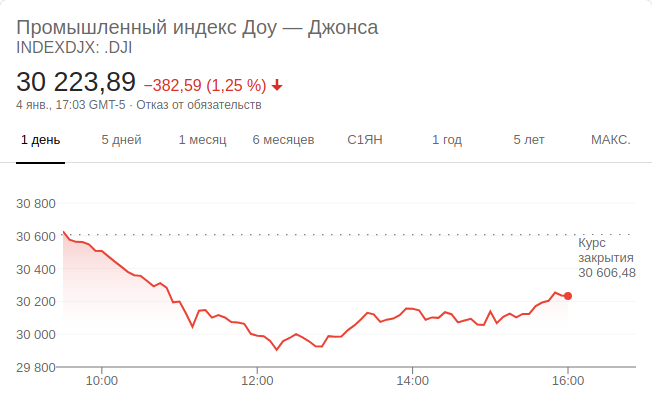 Промышленный индекс Доу — Джонса
INDEXDJX: .DJI
30 223,89 −382,59 (1,25 %)
4 янв., 17:03 GMT-5 · Отказ от обязательств
1 день 5 дней 1 месяц 6 месяцев С1ЯН 1 год 5 лет МАКС.
30 800
30 600
30 400
30 200
30 000
29 800
Курс
закрытия
30 606,48
10:00 12:00 14:00 16:00